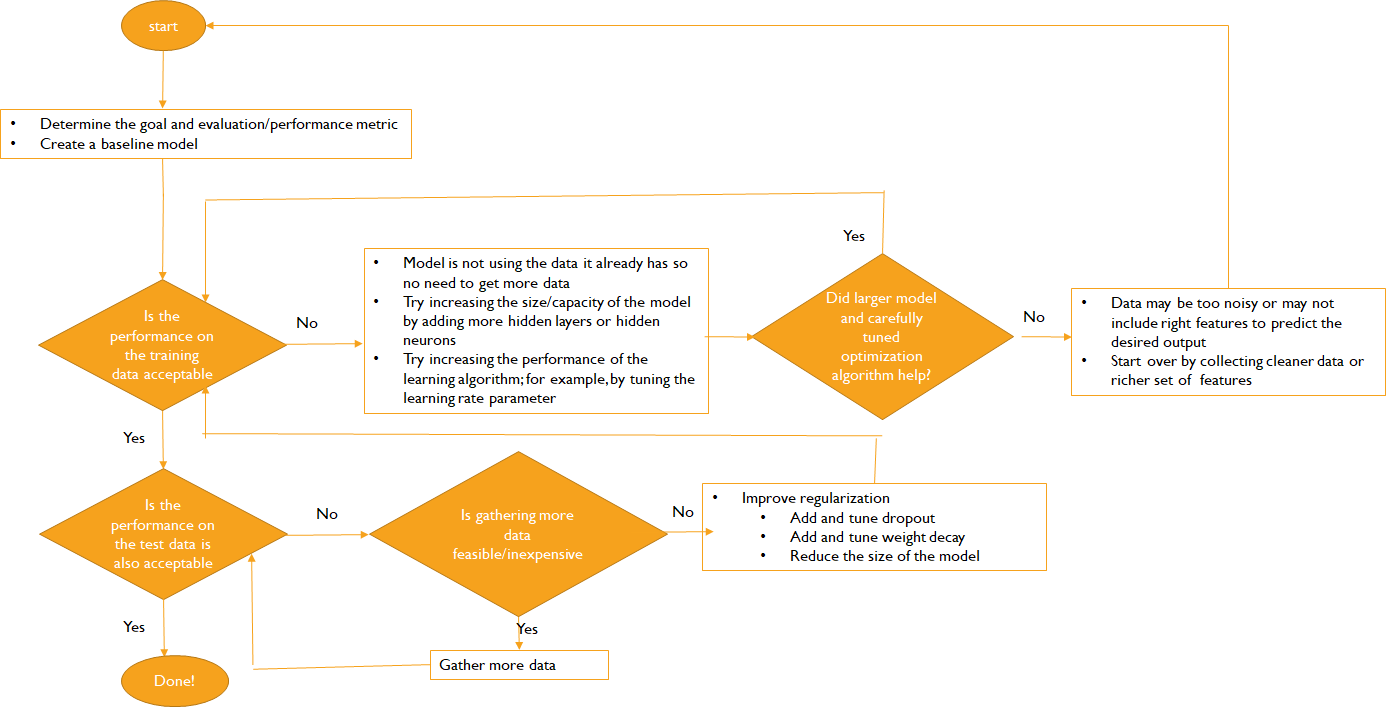 start
• Determine the goal and evaluation/performance metric
• Create a baseline model
Yes
• Model is not using the data it already has so
no need to get more data
• Try increasing the size/capacity of the model
by adding more hidden layers or hidden
neurons
• Try increasing the performance of the
learning algorithm; for example, by tuning the
learning rate parameter
Is the
performance on
the training
data acceptable
No
Did larger model
and carefully
tuned
optimization
algorithm help?
No
• Data may be too noisy or may not
include right features to predict the
desired output
• Start over by collecting cleaner data or
richer set of features
Yes
Is the
performance on
the test data is
also acceptable
No
Is gathering more
data
feasible/inexpensive
No
• Improve regularization
• Add and tune dropout
• Add and tune weight decay
• Reduce the size of the model
Yes
Yes
Gather more data
Done!